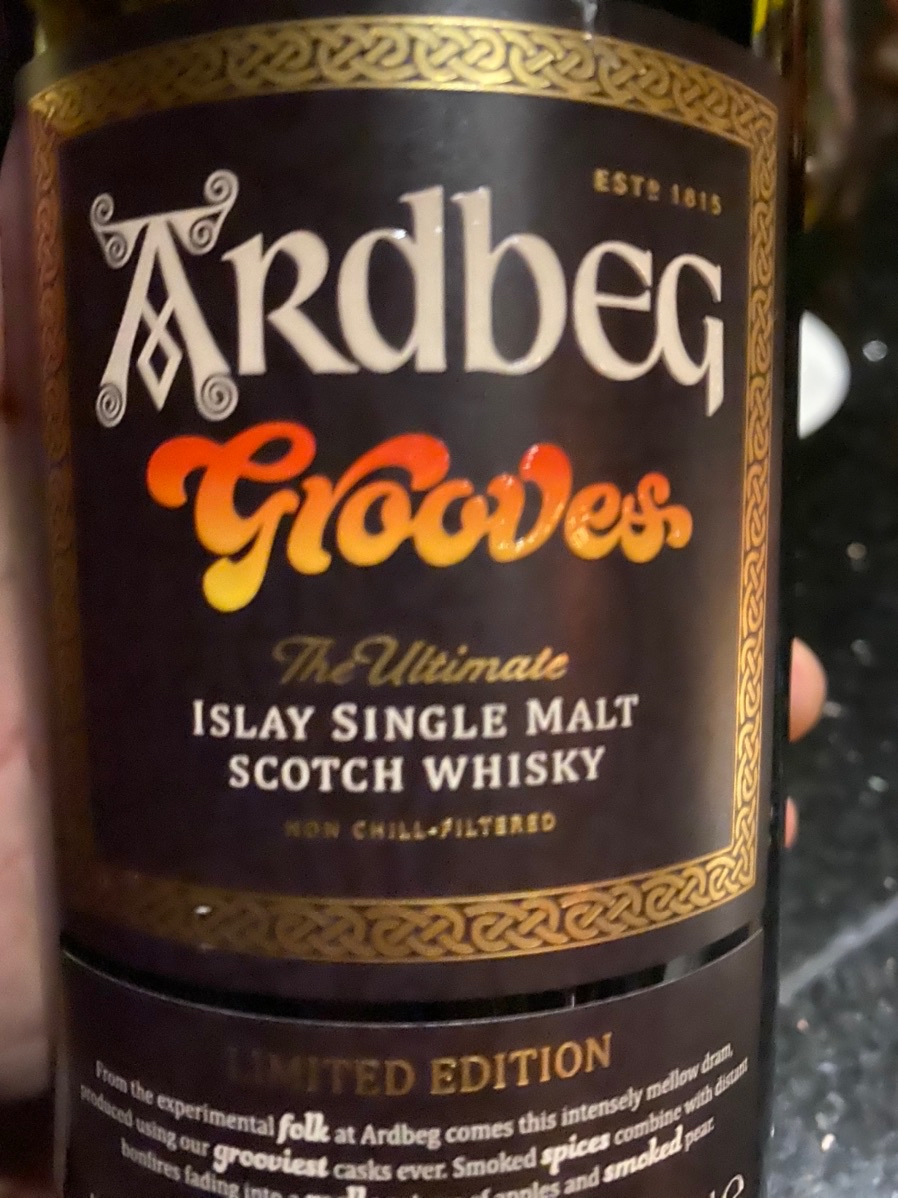 ESTD 1815
ARdbEG
Grooves
The Ultimate
ISLAY SINGLE MALT
SCOTCH WHISKY
NON CHILL-FILTERED
LIMITED EDITION
From the experimental folk at Ardbeg comes this intensely mellow dram,
produced using our grooviest casks ever. Smoked spices combine with distant
bonfires fading into a of apples and smoked pear.